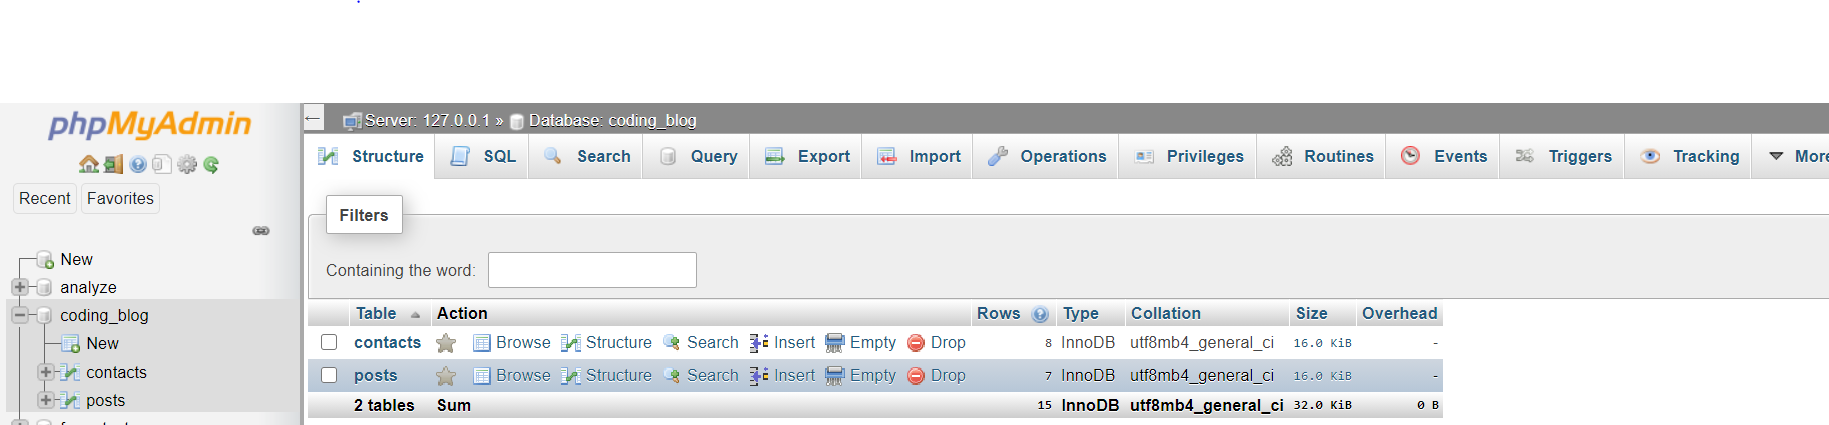 phpMyAdmin
Recent Favorites
New
analyze
coding_blog
New
contacts
posts
← Server: 127.0.0.1 » Database: coding_blog
Structure SQL Search Query Export Import Operations Privileges Routines Events Triggers Tracking More
Filters
Containing the word:
Table Action Rows Type Collation Size Overhead
contacts Browse Structure Search Insert Empty Drop 8 InnoDB utf8mb4_general_ci 16.0 KiB -
posts Browse Structure Search Insert Empty Drop 7 InnoDB utf8mb4_general_ci 16.0 KiB -
2 tables Sum 15 InnoDB utf8mb4_general_ci 32.0 KiB 0 B